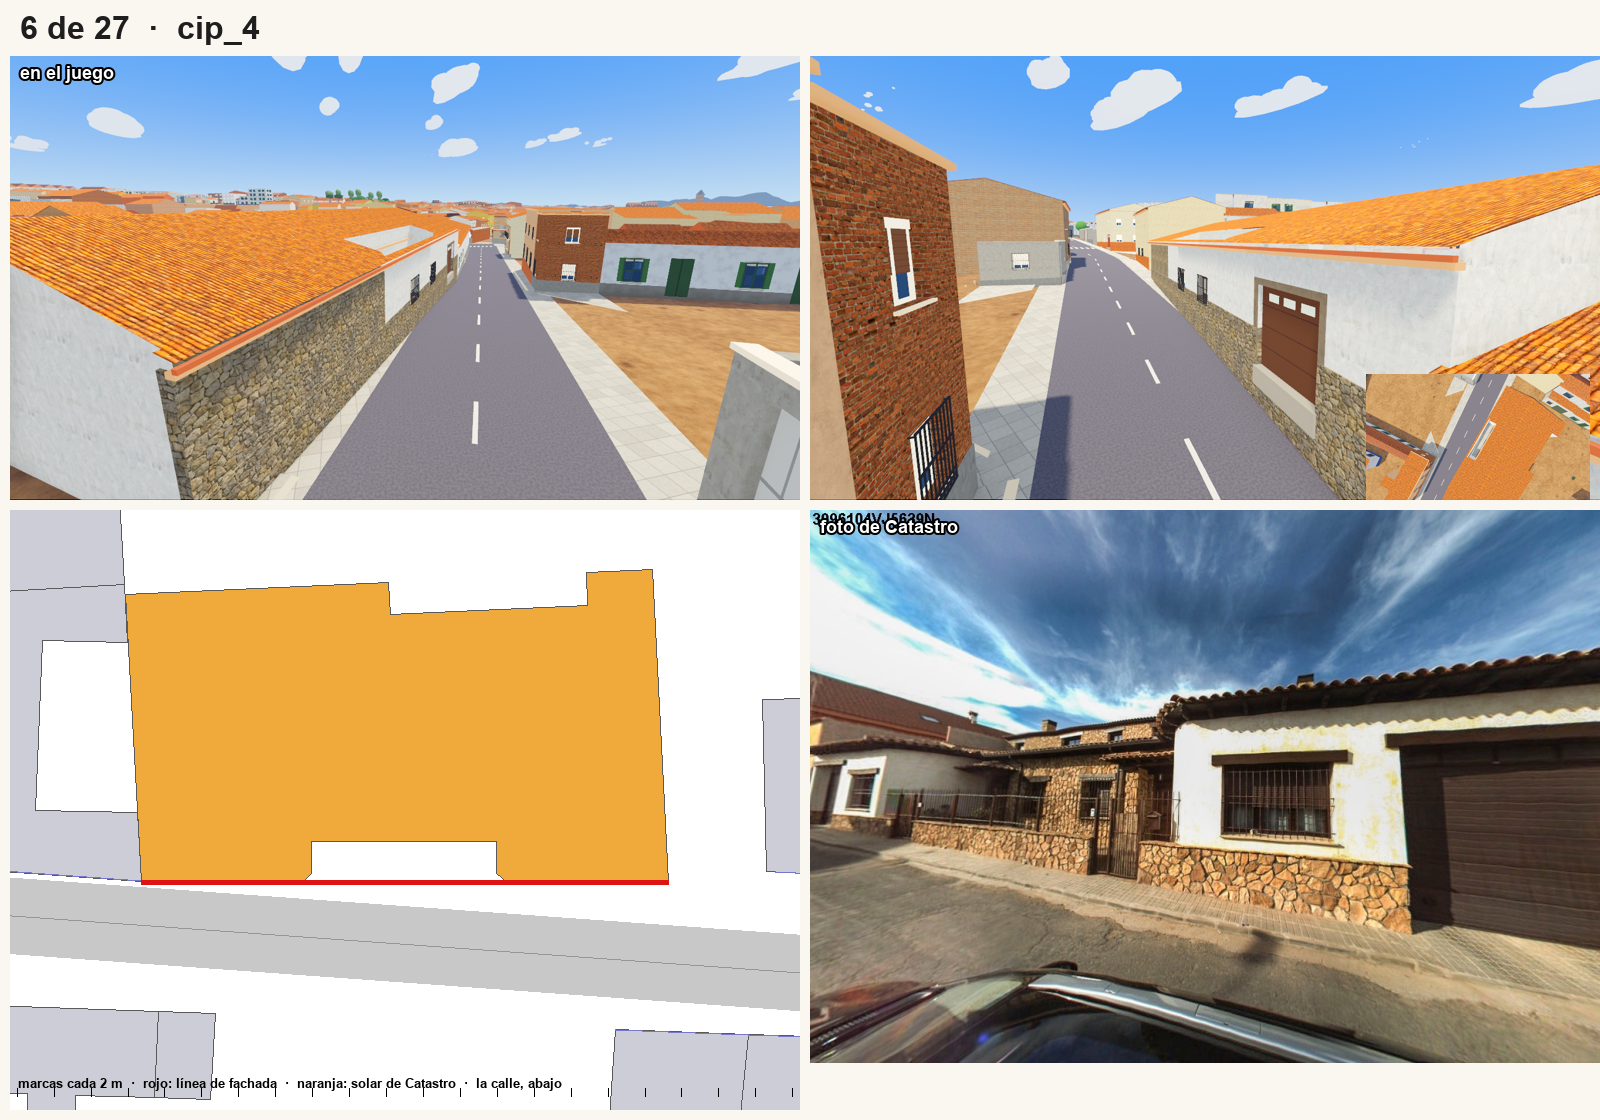 6 de 27 · cip_4
en el juego
3996104VJ5639N
foto de Catastro
marcas cada 2 m · rojo: línea de fachada · naranja: solar de Catastro · la calle, abajo